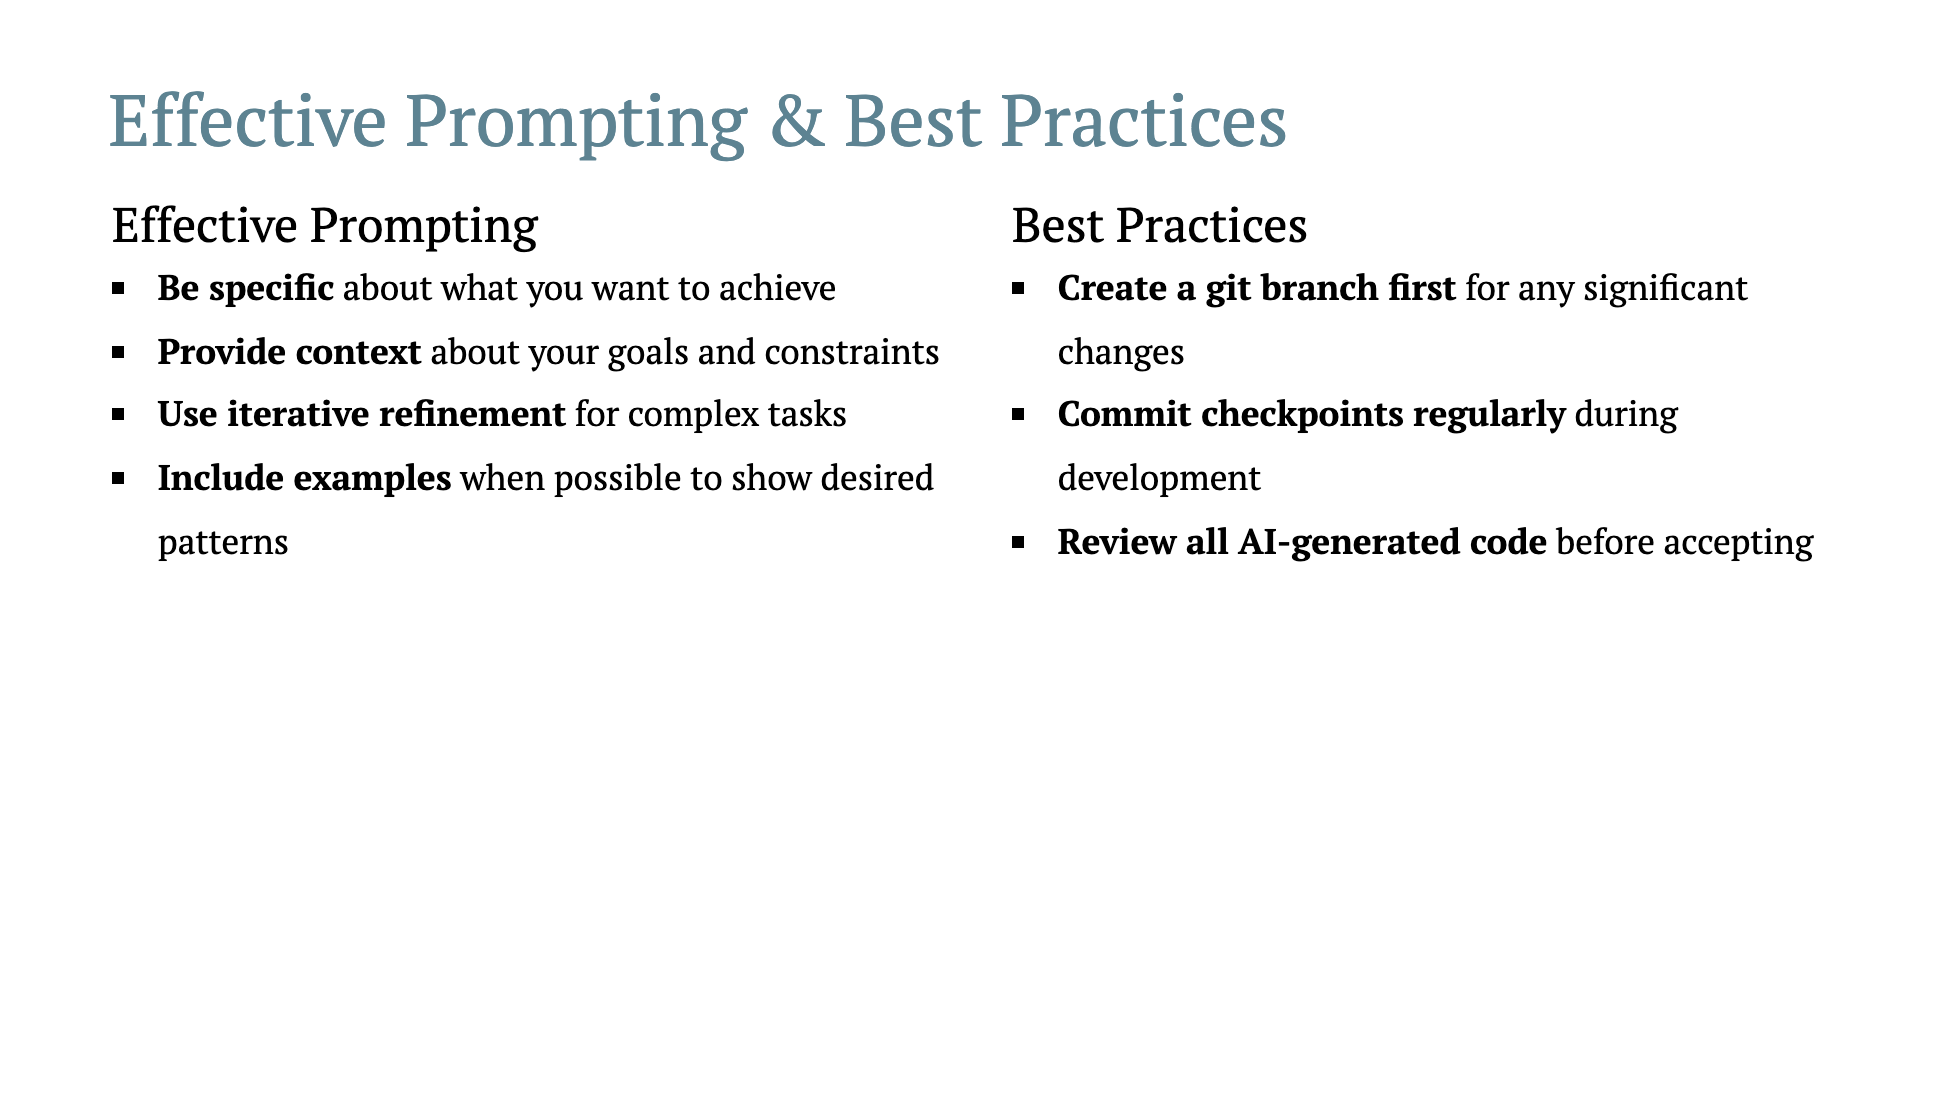 Effective Prompting & Best Practices
Effective Prompting
▪ Be specific about what you want to achieve
▪ Provide context about your goals and constraints
▪ Use iterative refinement for complex tasks
▪ Include examples when possible to show desired
patterns
Best Practices
▪ Create a git branch first for any significant
changes
▪ Commit checkpoints regularly during
development
▪ Review all AI-generated code before accepting